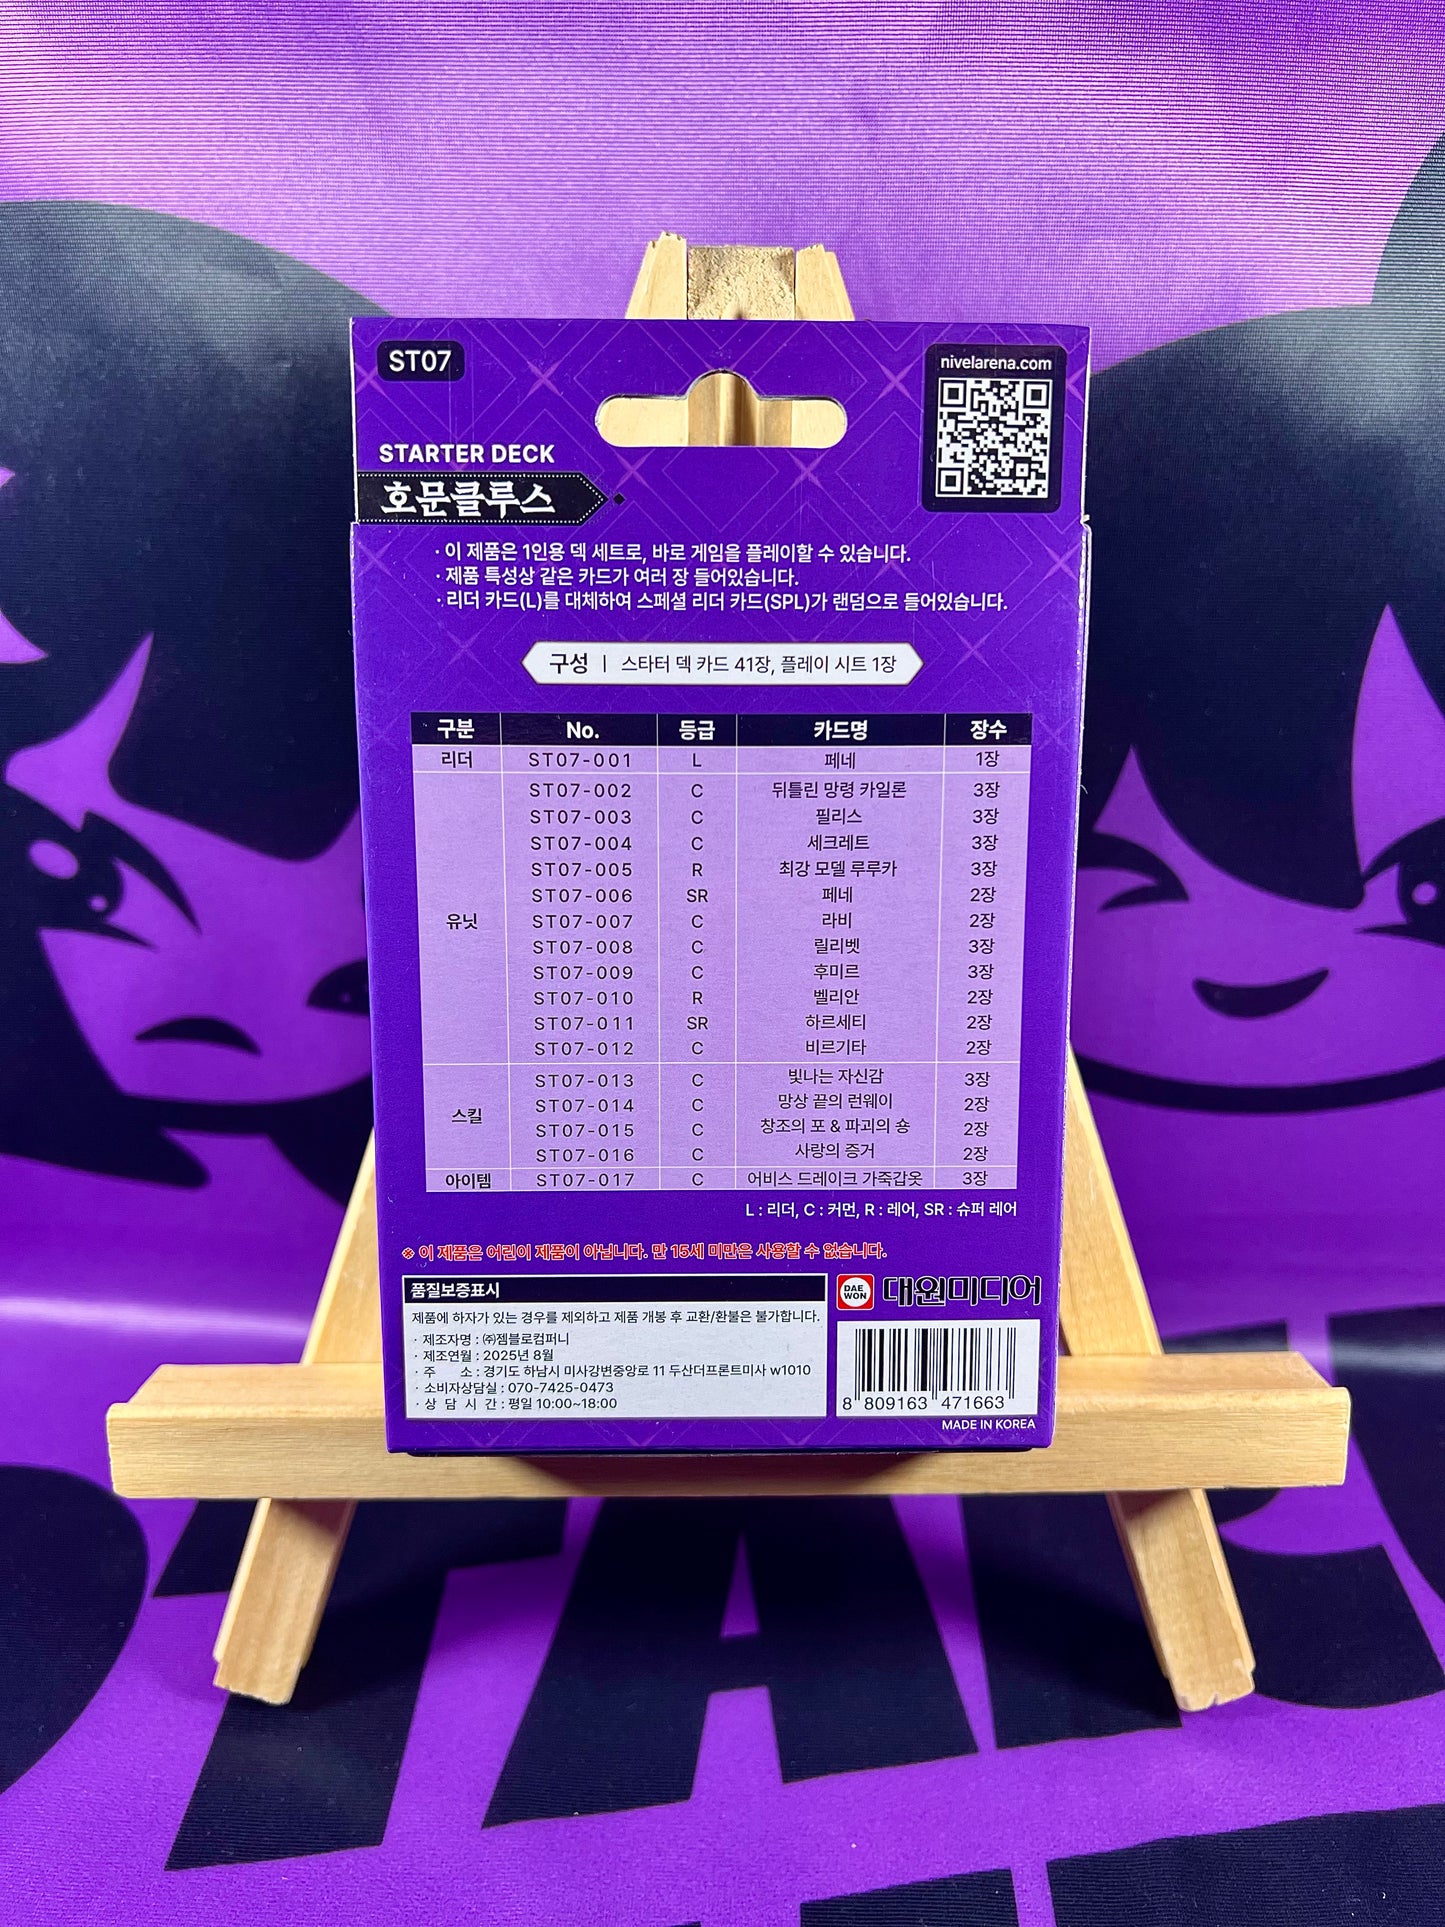 ST07
nivelarena.com
STARTER DECK
호문클루스
· 이 제품은 1인용 덱 세트로, 바로 게임을 플레이할 수 있습니다.
· 제품 특성상 같은 카드가 여러 장 들어있습니다.
· 리더 카드(L)를 대체하여 스페셜 리더 카드(SPL)가 랜덤으로 들어있습니다.
구성 | 스타터 덱 카드 41장, 플레이 시트 1장
구분 No. 등급 카드명 장수
리더 ST07-001 L 페네 1장
ST07-002 C 뒤틀린 망령 카일론 3장
ST07-003 C 필리스 3장
ST07-004 C 세크레트 3장
ST07-005 R 최강 모델 루루카 3장
ST07-006 SR 페네 2장
유닛 ST07-007 C 라비 2장
ST07-008 C 릴리벳 3장
ST07-009 C 후미르 3장
ST07-010 R 벨리안 2장
ST07-011 SR 하르세티 2장
ST07-012 C 비르기타 2장
ST07-013 C 빛나는 자신감 3장
ST07-014 C 망상 끝의 런웨이 2장
스킬 ST07-015 C 창조의 포 & 파괴의 숑 2장
ST07-016 C 사랑의 증거 2장
아이템 ST07-017 C 어비스 드레이크 가죽갑옷 3장
L : 리더, C : 커먼, R : 레어, SR : 슈퍼 레어
※ 이 제품은 어린이 제품이 아닙니다. 만 15세 미만은 사용할 수 없습니다.
품질보증표시
제품에 하자가 있는 경우를 제외하고 제품 개봉 후 교환/환불은 불가합니다.
· 제조자명 : ㈜젬블로컴퍼니
· 제조연월 : 2025년 8월
· 주 소 : 경기도 하남시 미사강변중앙로 11 두산더프론트미사 w1010
· 소비자상담실 : 070-7425-0473
· 상 담 시 간 : 평일 10:00~18:00
DAE
WON
대원미디어
8 809163 471663
MADE IN KOREA